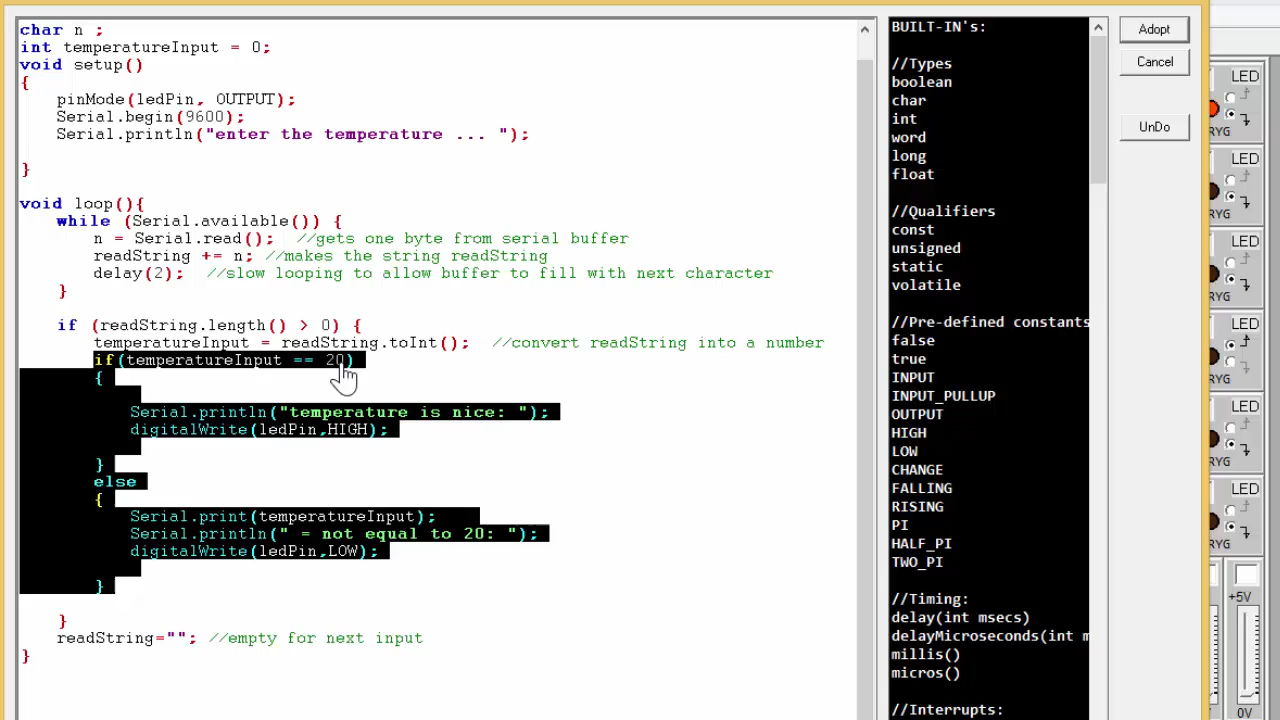 char n ;
int temperatureInput = 0;
void setup()
{
pinMode(ledPin, OUTPUT);
Serial.begin(9600);
Serial.println("enter the temperature ... ");
}
void loop(){
while (Serial.available()) {
n = Serial.read(); //gets one byte from serial buffer
readString += n; //makes the string readString
delay(2); //slow looping to allow buffer to fill with next character
}
if (readString.length() > 0) {
temperatureInput = readString.toInt(); //convert readString into a number
if(temperatureInput == 20)
{
Serial.println("temperature is nice: ");
digitalWrite(ledPin,HIGH);
}
else
{
Serial.print(temperatureInput);
Serial.println(" = not equal to 20: ");
digitalWrite(ledPin,LOW);
}
}
readString=""; //empty for next input
}
BUILT-IN's:
//Types
boolean
char
int
word
long
float
//Qualifiers
const
unsigned
static
volatile
//Pre-defined constants
false
true
INPUT
INPUT_PULLUP
OUTPUT
HIGH
LOW
CHANGE
FALLING
RISING
PI
HALF_PI
TWO_PI
//Timing:
delay(int msecs)
delayMicroseconds(int m
millis()
micros()
//Interrupts:
Adopt
Cancel
UnDo
LED
RYG
LED
RYG
LED
RYG
LED
RYG
LED
RYG
LED
RYG
+5V
0V